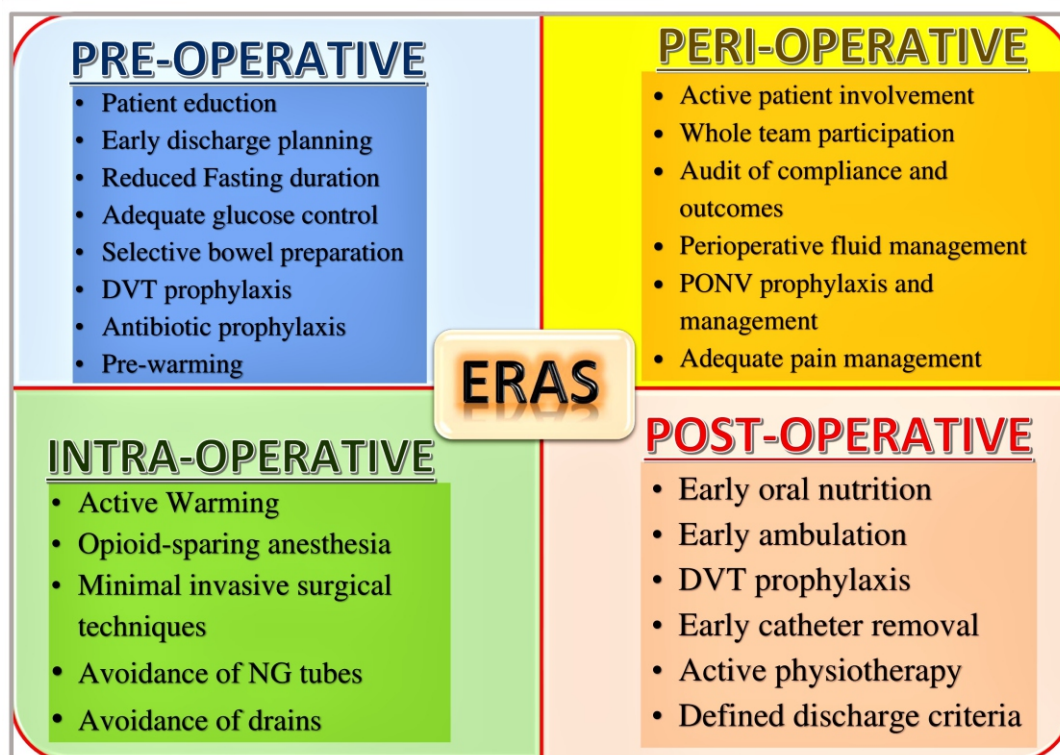 PRE-OPERATIVE
• Patient eduction
• Early discharge planning
• Reduced Fasting duration
• Adequate glucose control
• Selective bowel preparation
• DVT prophylaxis
• Antibiotic prophylaxis
• Pre-warming
PERI-OPERATIVE
• Active patient involvement
• Whole team participation
• Audit of compliance and
outcomes
• Perioperative fluid management
• PONV prophylaxis and
management
• Adequate pain management
ERAS
INTRA-OPERATIVE
• Active Warming
• Opioid-sparing anesthesia
• Minimal invasive surgical
techniques
• Avoidance of NG tubes
• Avoidance of drains
POST-OPERATIVE
• Early oral nutrition
• Early ambulation
• DVT prophylaxis
• Early catheter removal
• Active physiotherapy
• Defined discharge criteria